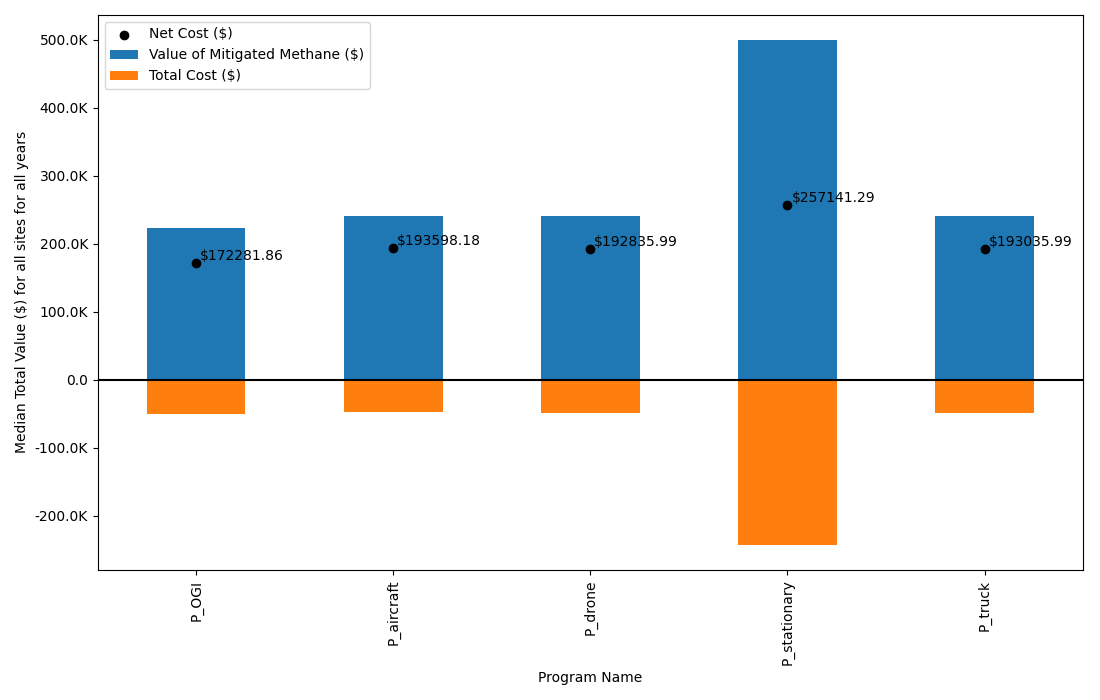 Net Cost ($)
Value of Mitigated Methane ($)
Total Cost ($)
Median Total Value ($) for all sites for all years
500.0K
400.0K
300.0K
200.0K
100.0K
0.0
-100.0K
-200.0K
$172281.86
$193598.18
$192835.99
$257141.29
$193035.99
P_OGI
P_aircraft
P_drone
P_stationary
P_truck
Program Name